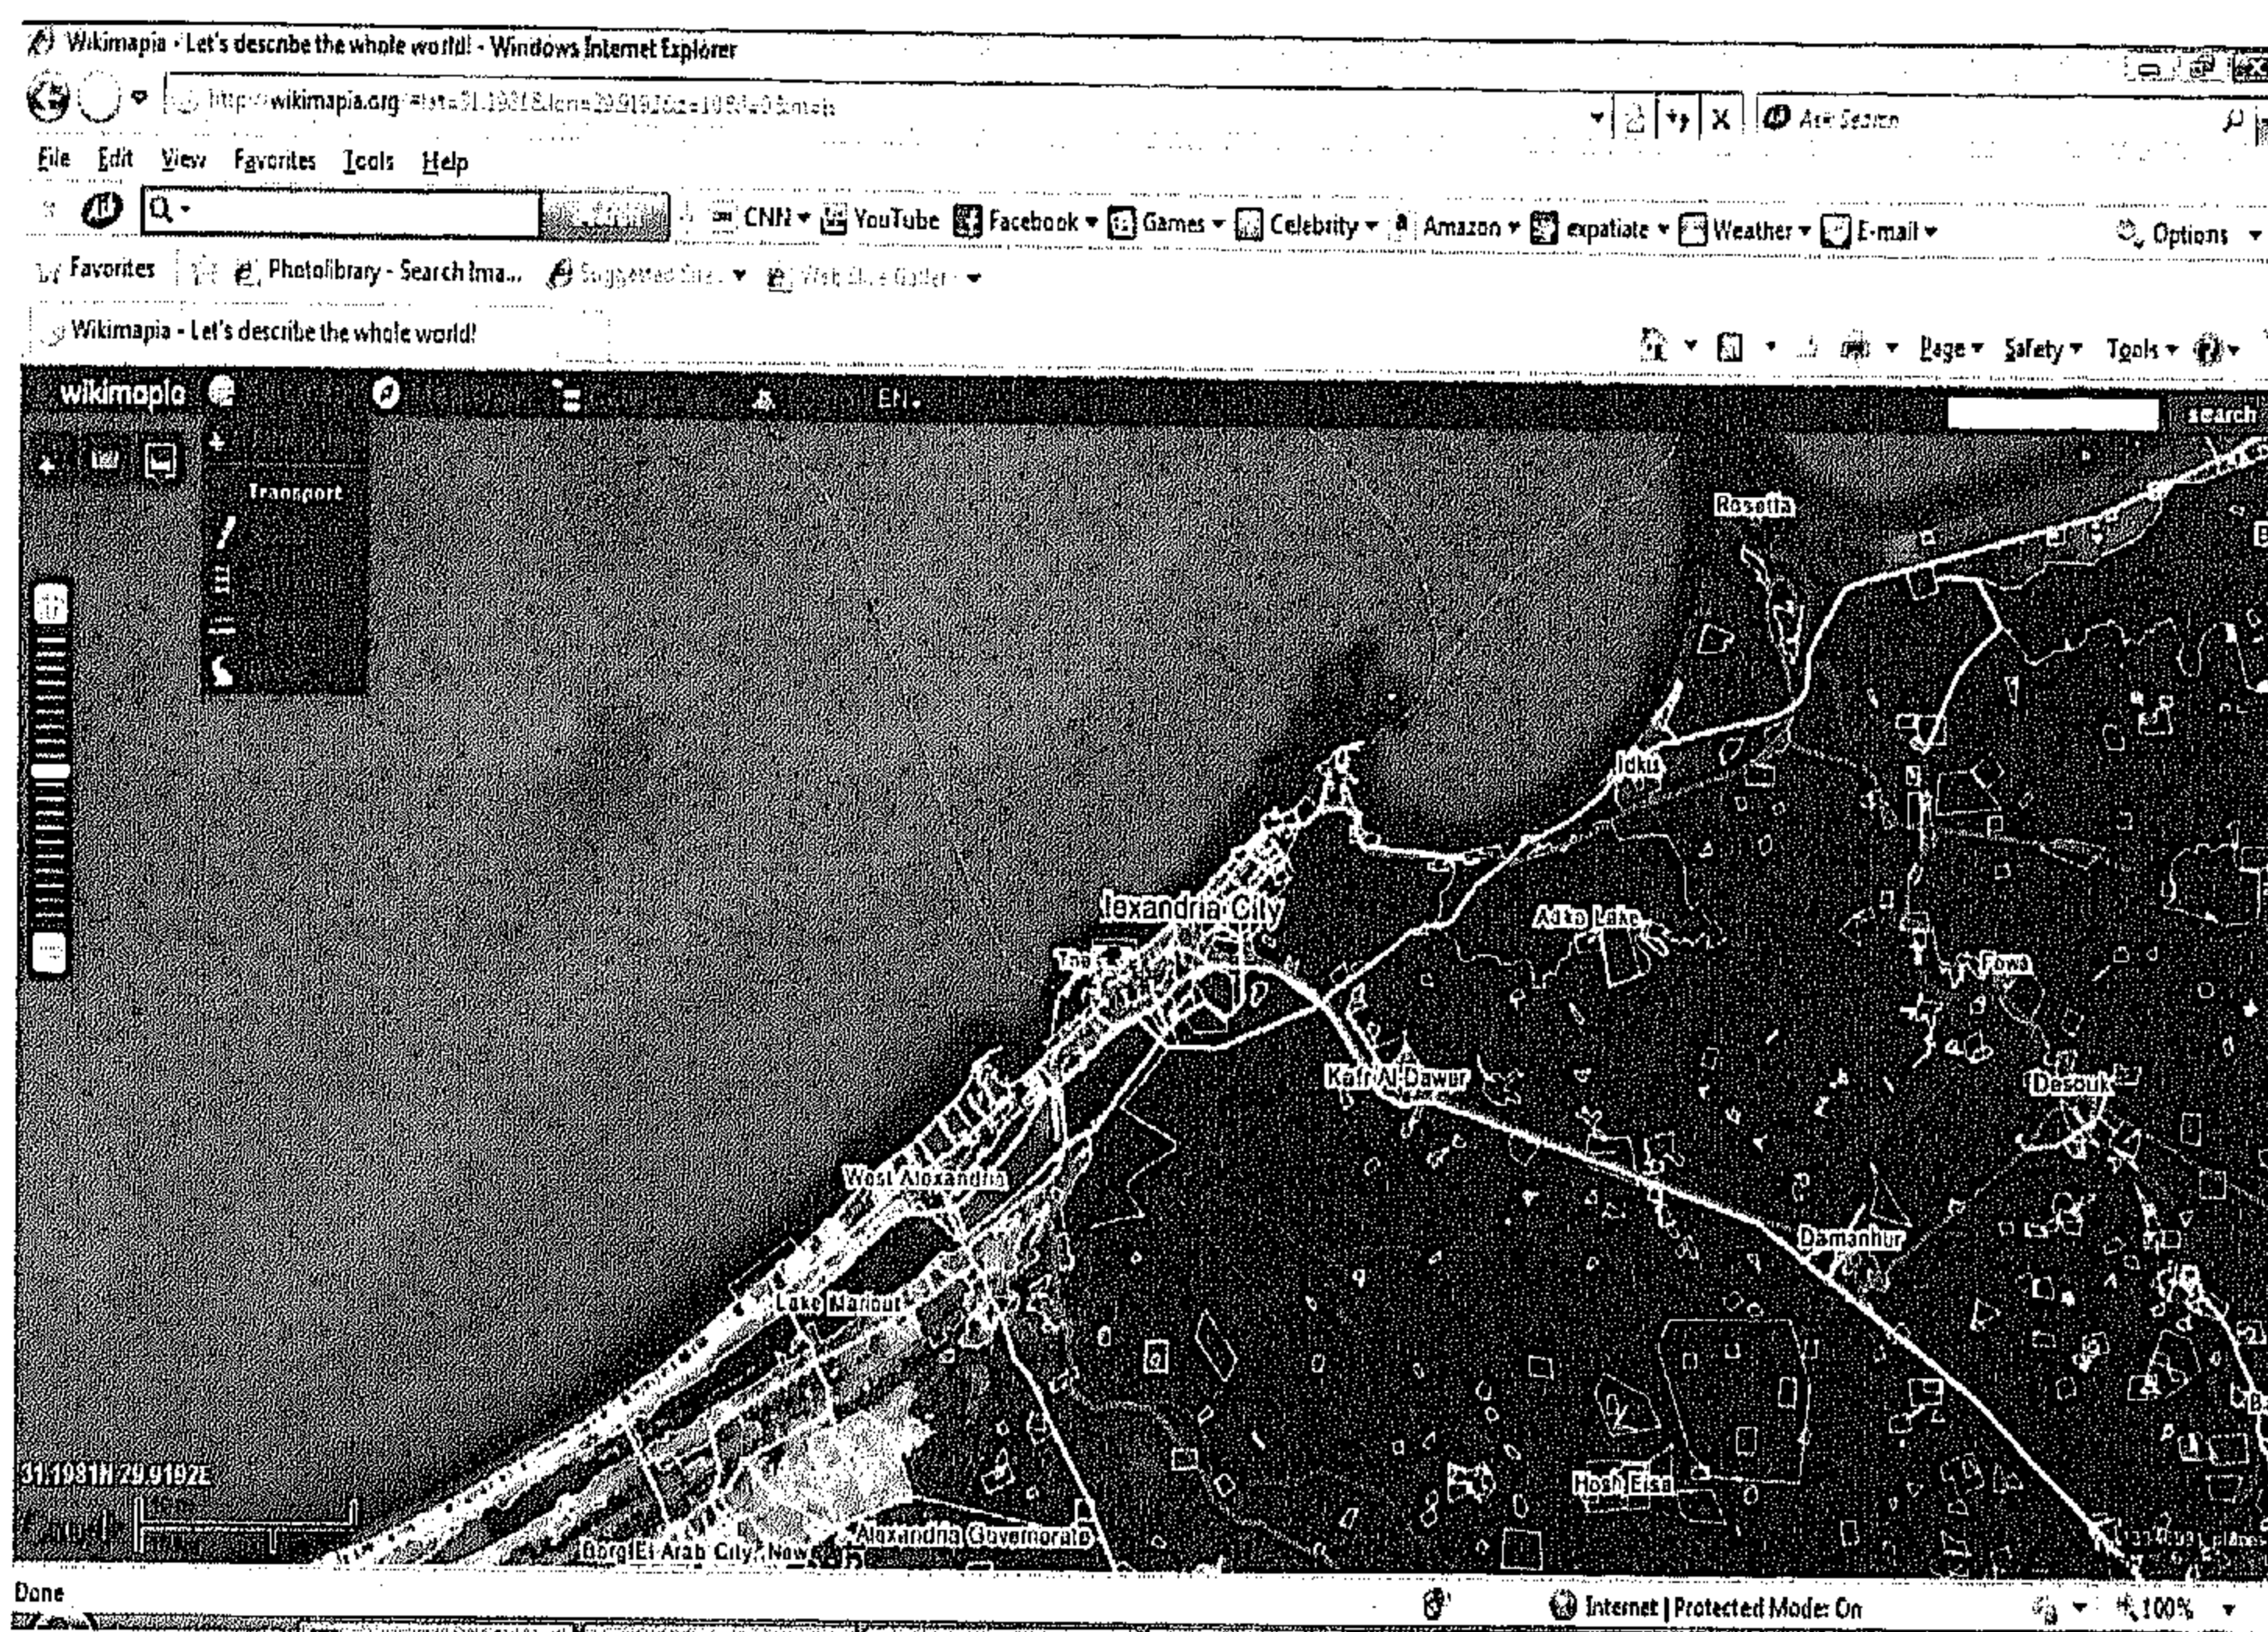 Wikimapia - Let's describe the whole world! - Windows Internet Explorer
wikimapia.org
Ask Search
File Edit View Favorites Tools Help
CNN YouTube Facebook Games Celebrity Amazon expatiate Weather E-mail Options
Favorites Photolibrary - Search Ima...
Wikimapia - Let's describe the whole world!
Page Safety Tools
wikimapia EN search
Transport
Rosetta
Idku
lexandria City
Adko Lake
Fowa
Kafr Al-Dawar
Desouk
West Alexandria
Damanhur
Lake Mariout
31.1981N 29.9192E
Hosh Eisa
Alexandria Governorate
Borg El Arab City, New
Done
Internet | Protected Mode: On
100%